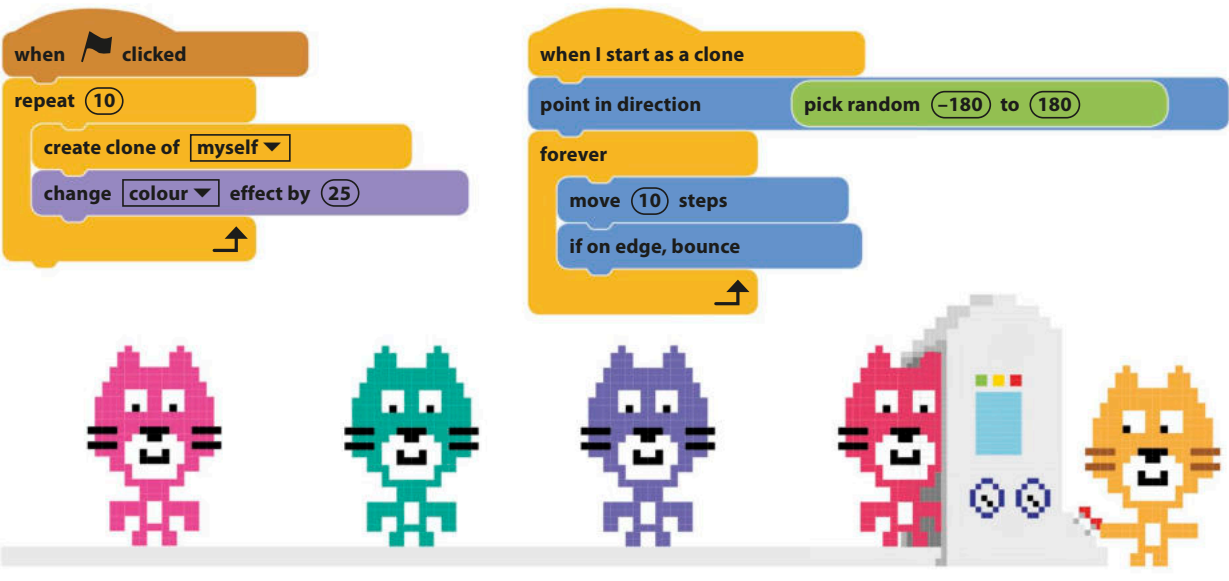 when clicked
repeat 10
create clone of myself
change colour effect by 25
when I start as a clone
point in direction pick random –180 to 180
forever
move 10 steps
if on edge, bounce